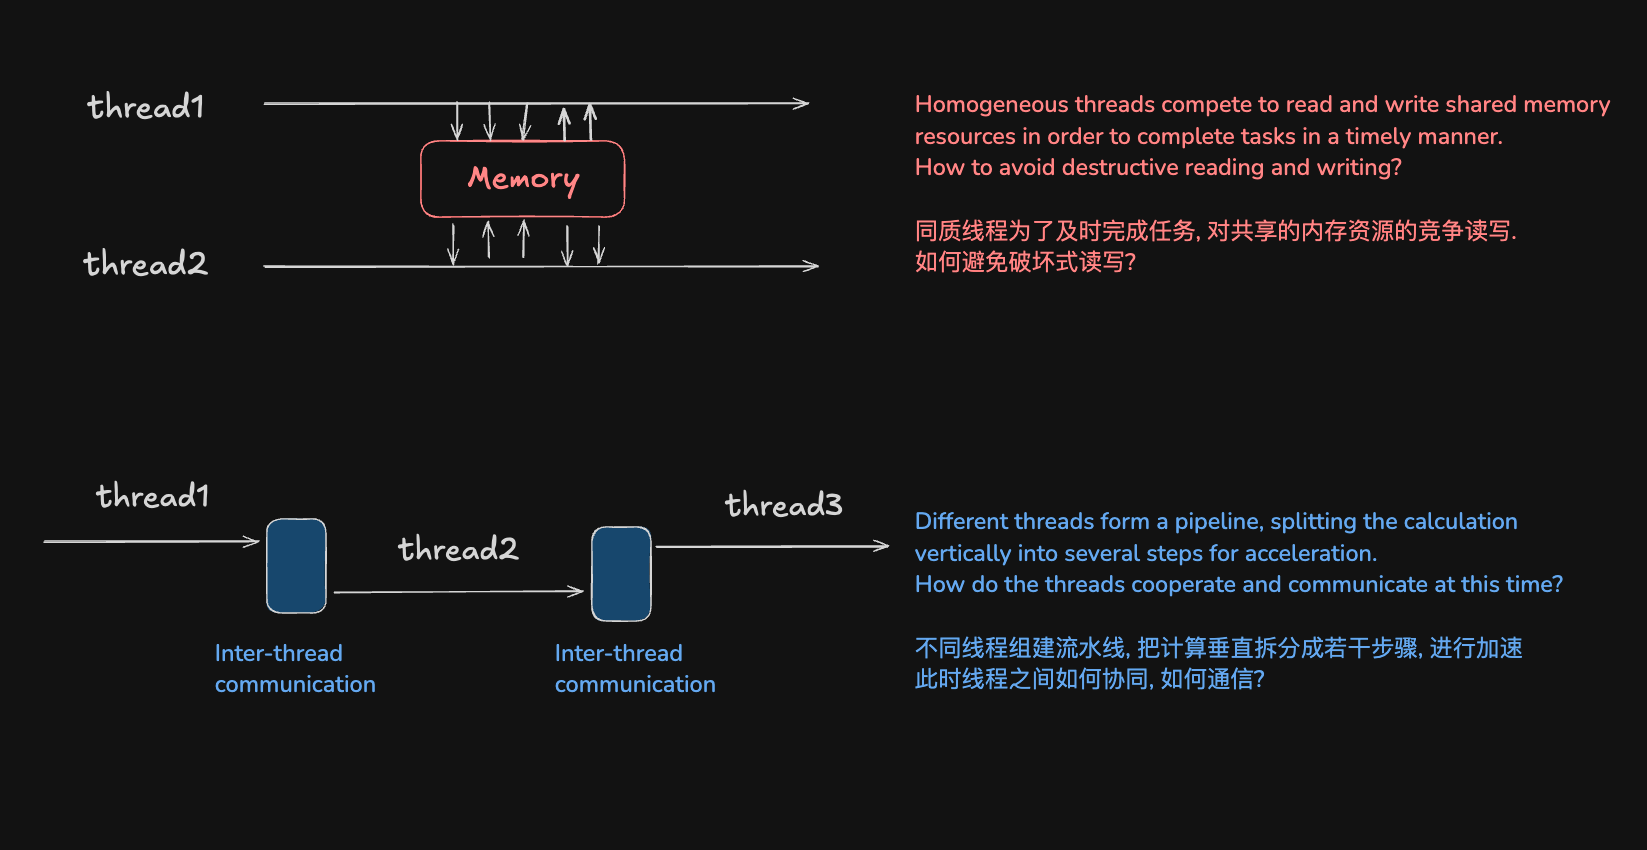 thread1
Memory
thread2
Homogeneous threads compete to read and write shared memory
resources in order to complete tasks in a timely manner.
How to avoid destructive reading and writing?
同质线程为了及时完成任务, 对共享的内存资源的竞争读写.
如何避免破坏式读写?
thread1
thread2
thread3
Inter-thread
communication
Inter-thread
communication
Different threads form a pipeline, splitting the calculation
vertically into several steps for acceleration.
How do the threads cooperate and communicate at this time?
不同线程组建流水线, 把计算垂直拆分成若干步骤, 进行加速
此时线程之间如何协同, 如何通信?